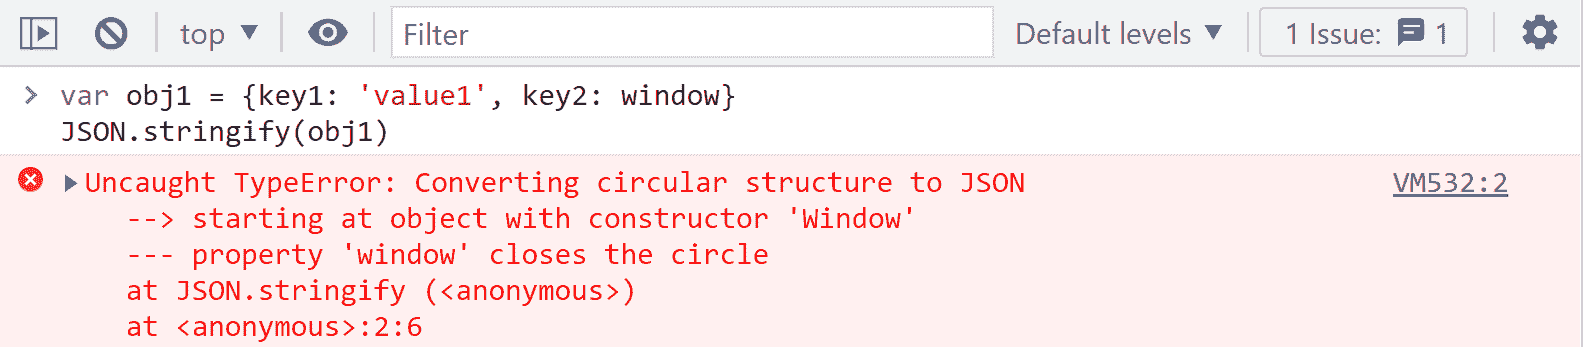 top Filter Default levels 1 Issue: 1
var obj1 = {key1: 'value1', key2: window}
JSON.stringify(obj1)
Uncaught TypeError: Converting circular structure to JSON VM532:2
--> starting at object with constructor 'Window'
--- property 'window' closes the circle
at JSON.stringify (<anonymous>)
at <anonymous>:2:6